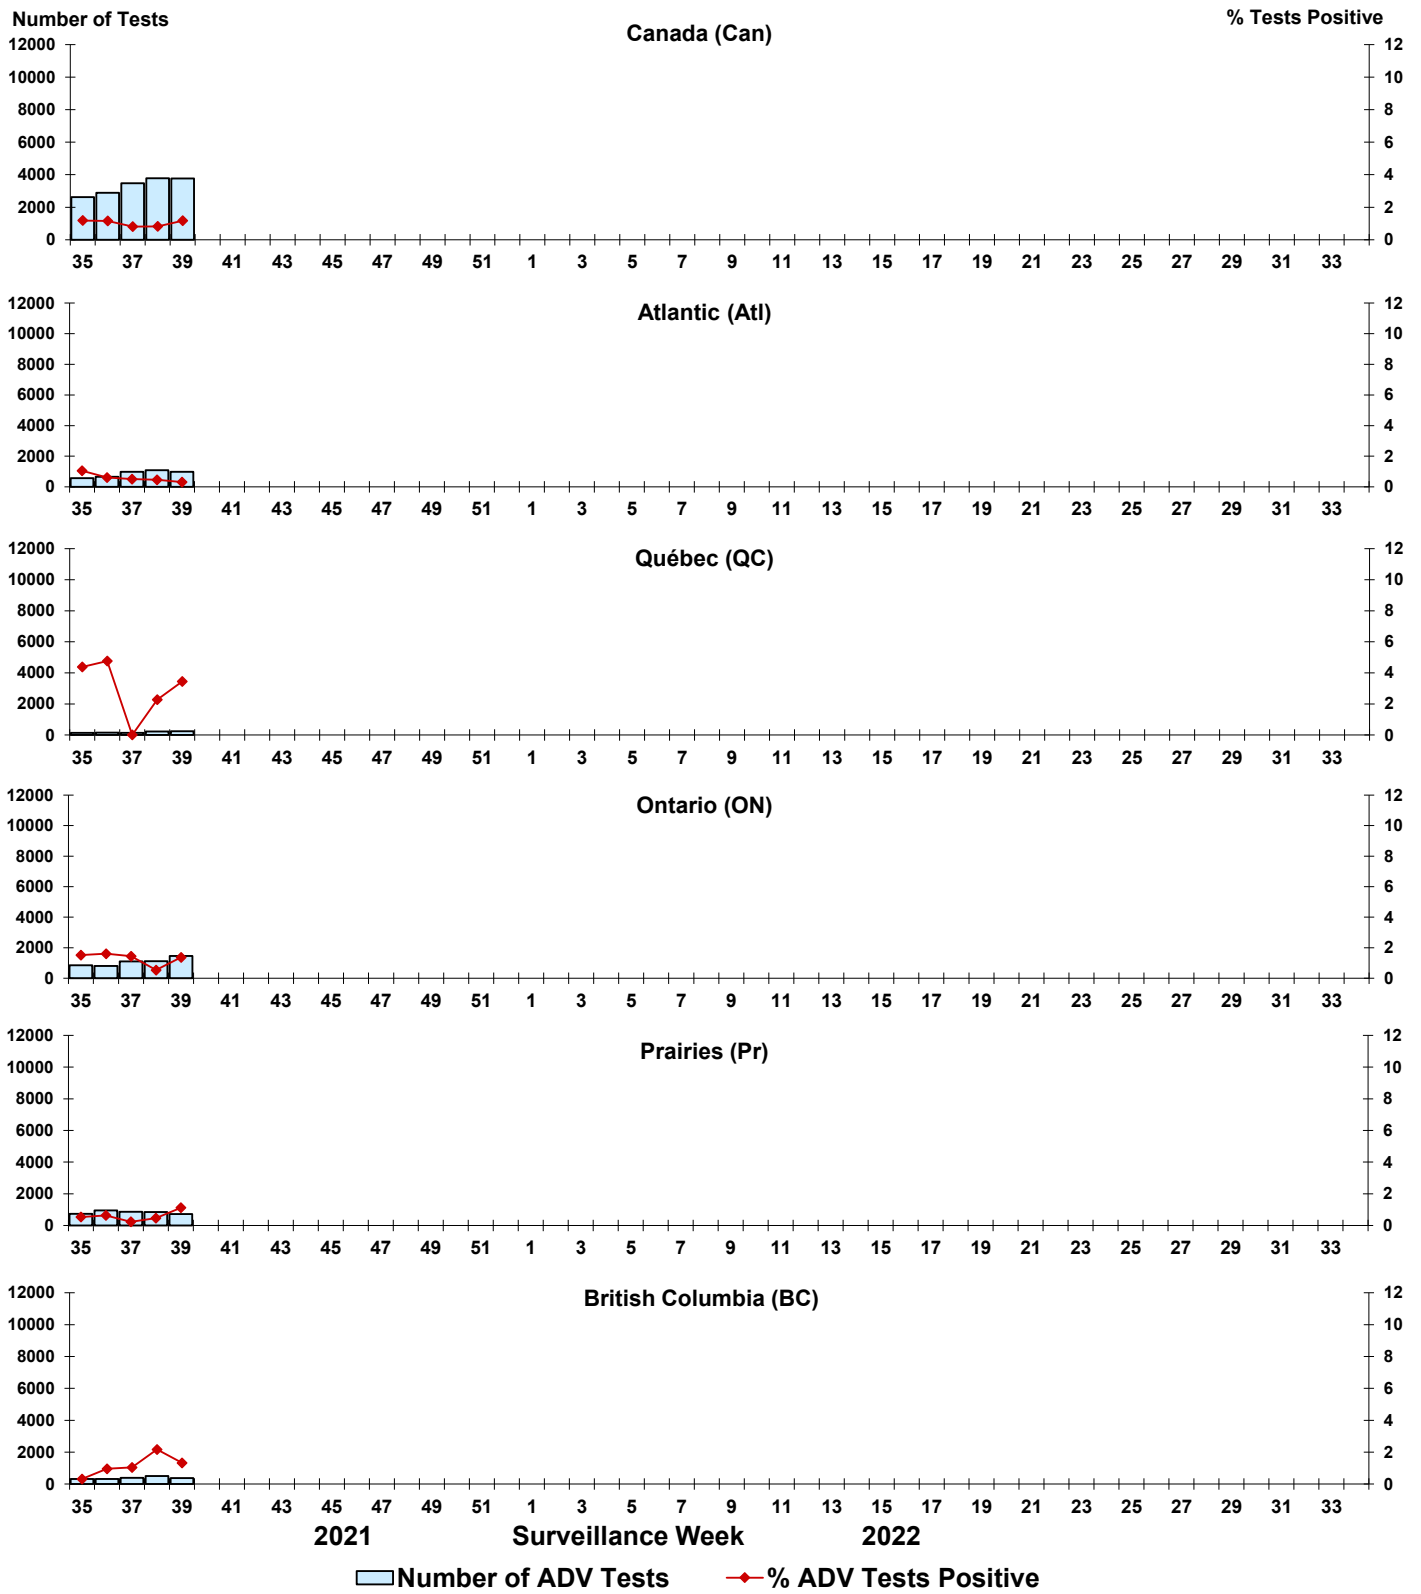 Number of Tests
% Tests Positive
Canada (Can)
12000 12
10000 10
8000 8
6000 6
4000 4
2000 2
0 0
35 37 39 41 43 45 47 49 51 1 3 5 7 9 11 13 15 17 19 21 23 25 27 29 31 33
Atlantic (Atl)
12000 12
10000 10
8000 8
6000 6
4000 4
2000 2
0 0
35 37 39 41 43 45 47 49 51 1 3 5 7 9 11 13 15 17 19 21 23 25 27 29 31 33
Québec (QC)
12000 12
10000 10
8000 8
6000 6
4000 4
2000 2
0 0
35 37 39 41 43 45 47 49 51 1 3 5 7 9 11 13 15 17 19 21 23 25 27 29 31 33
Ontario (ON)
12000 12
10000 10
8000 8
6000 6
4000 4
2000 2
0 0
35 37 39 41 43 45 47 49 51 1 3 5 7 9 11 13 15 17 19 21 23 25 27 29 31 33
Prairies (Pr)
12000 12
10000 10
8000 8
6000 6
4000 4
2000 2
0 0
35 37 39 41 43 45 47 49 51 1 3 5 7 9 11 13 15 17 19 21 23 25 27 29 31 33
British Columbia (BC)
12000 12
10000 10
8000 8
6000 6
4000 4
2000 2
0 0
35 37 39 41 43 45 47 49 51 1 3 5 7 9 11 13 15 17 19 21 23 25 27 29 31 33
2021 Surveillance Week 2022
Number of ADV Tests % ADV Tests Positive